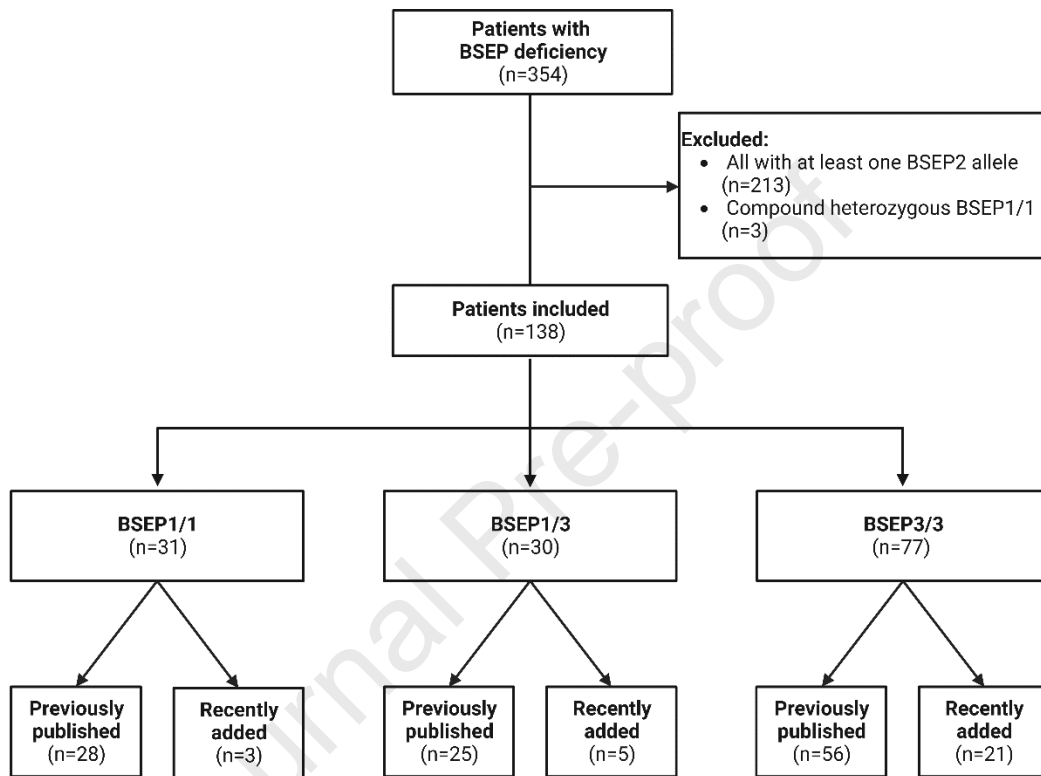 Patients with
BSEP deficiency
(n=354)
Excluded:
• All with at least one BSEP2 allele
(n=213)
• Compound heterozygous BSEP1/1
(n=3)
Patients included
(n=138)
BSEP1/1
(n=31)
BSEP1/3
(n=30)
BSEP3/3
(n=77)
Previously
published
(n=28)
Recently
added
(n=3)
Previously
published
(n=25)
Recently
added
(n=5)
Previously
published
(n=56)
Recently
added
(n=21)
urnal Pre-proof